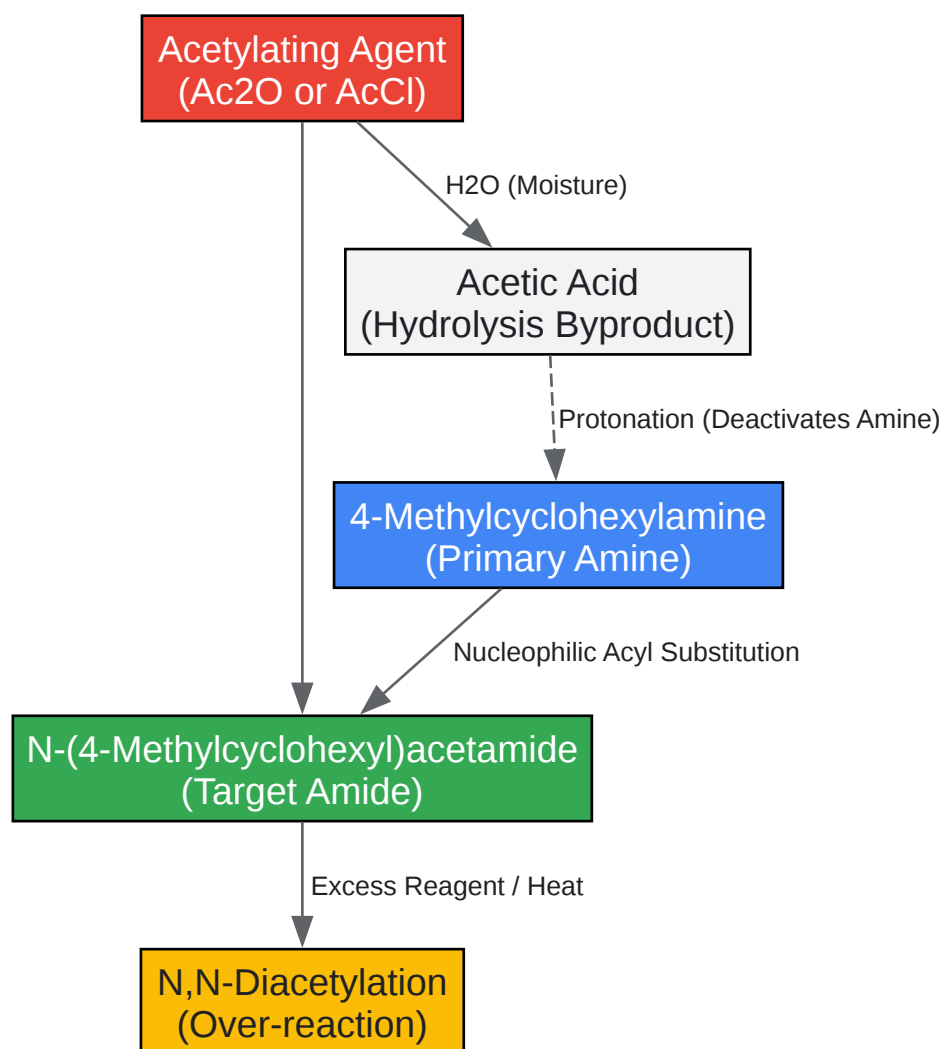 Acetylating Agent
(Ac2O or AcCl)
H2O (Moisture)
Acetic Acid
(Hydrolysis Byproduct)
Protonation (Deactivates Amine)
4-Methylcyclohexylamine
(Primary Amine)
Nucleophilic Acyl Substitution
N-(4-Methylcyclohexyl)acetamide
(Target Amide)
Excess Reagent / Heat
N,N-Diacetylation
(Over-reaction)